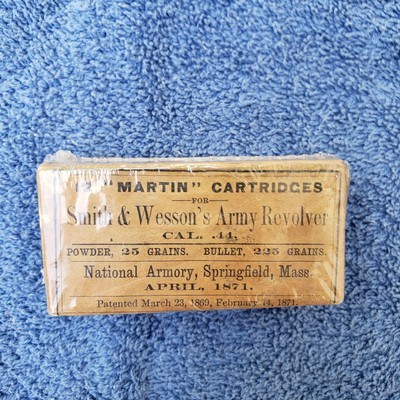 12 "MARTIN" CARTRIDGES
FOR
Smith & Wesson's Army Revolver
CAL. .44.
POWDER, 25 GRAINS. BULLET, 225 GRAINS.
National Armory, Springfield, Mass.
APRIL, 1871.
Patented March 23, 1869, February 14, 1871.